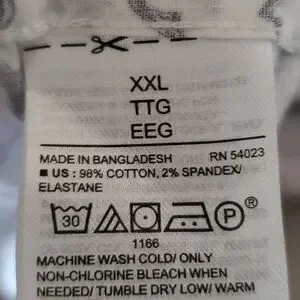 XXL
TTG
EEG
MADE IN BANGLADESH RN 54023
■ US : 98% COTTON, 2% SPANDEX/
ELASTANE
30 P ®
1166
MACHINE WASH COLD/ ONLY
NON-CHLORINE BLEACH WHEN
NEEDED/ TUMBLE DRY LOW/ WARM